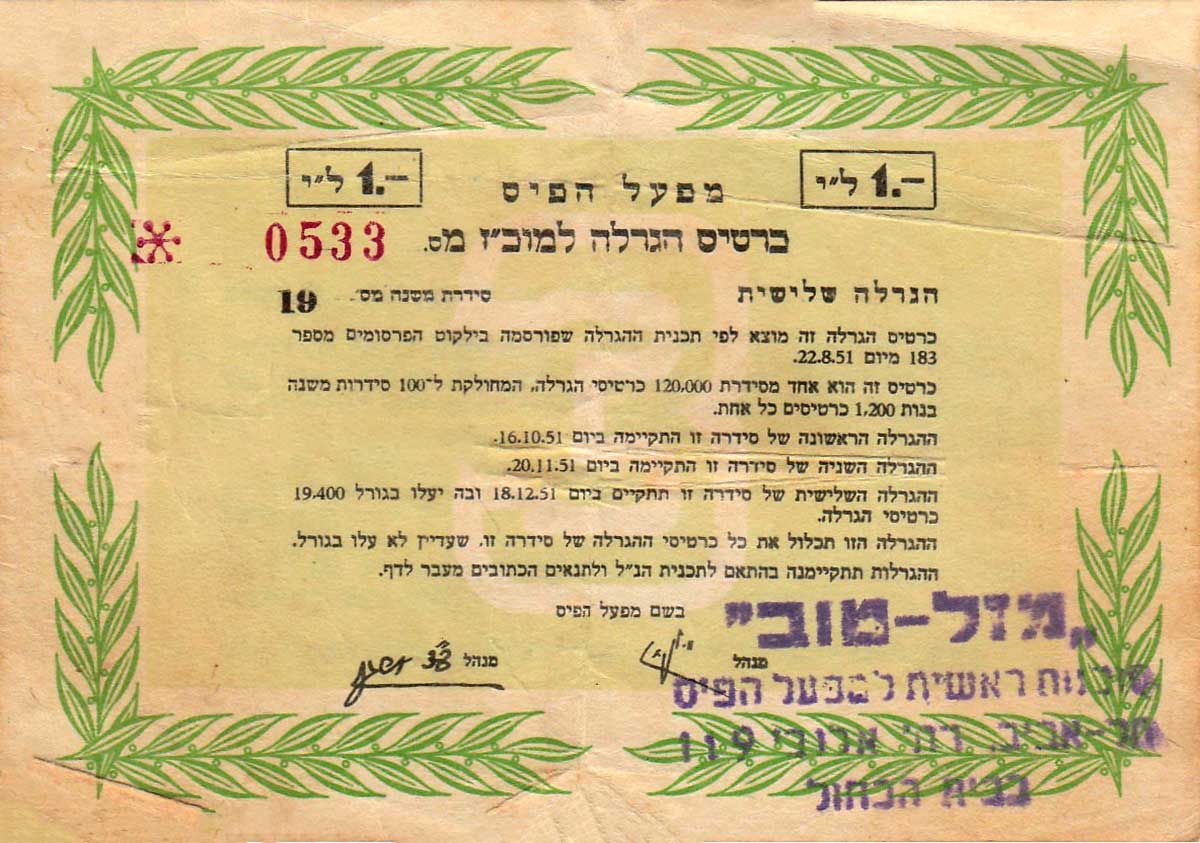 1.— ל״י
1.— ל״י
מפעל הפיס
כרטיס הגרלה למוכ״ז מס. 0533
הגרלה שלישית
סידרת משנה מס׳ 19
כרטיס הגרלה זה מוצא לפי תכנית ההגרלה שפורסמה בילקוט הפרסומים מספר
183 מיום 22.8.51.
כרטיס זה הוא אחד מסידרת 120,000 כרטיסי הגרלה, המחולקת ל־100 סידרות משנה
בנות 1,200 כרטיסים כל אחת.
ההגרלה הראשונה של סידרה זו התקיימה ביום 16.10.51.
ההגרלה השניה של סידרה זו התקיימה ביום 20.11.51.
ההגרלה השלישית של סידרה זו תתקיים ביום 18.12.51 ובה יעלו בגורל 19.400
כרטיסי הגרלה.
ההגרלה הזו תכלול את כל כרטיסי ההגרלה של סידרה זו, שעדיין לא עלו בגורל.
ההגרלות תתקיימנה בהתאם לתכנית הנ״ל ולתנאים הכתובים מעבר לדף.
בשם מפעל הפיס
מנהל
מנהל
„מזל-טוב״
סוכנות ראשית למפעל הפיס
תל-אביב, רח׳ 119
בבית הכחול